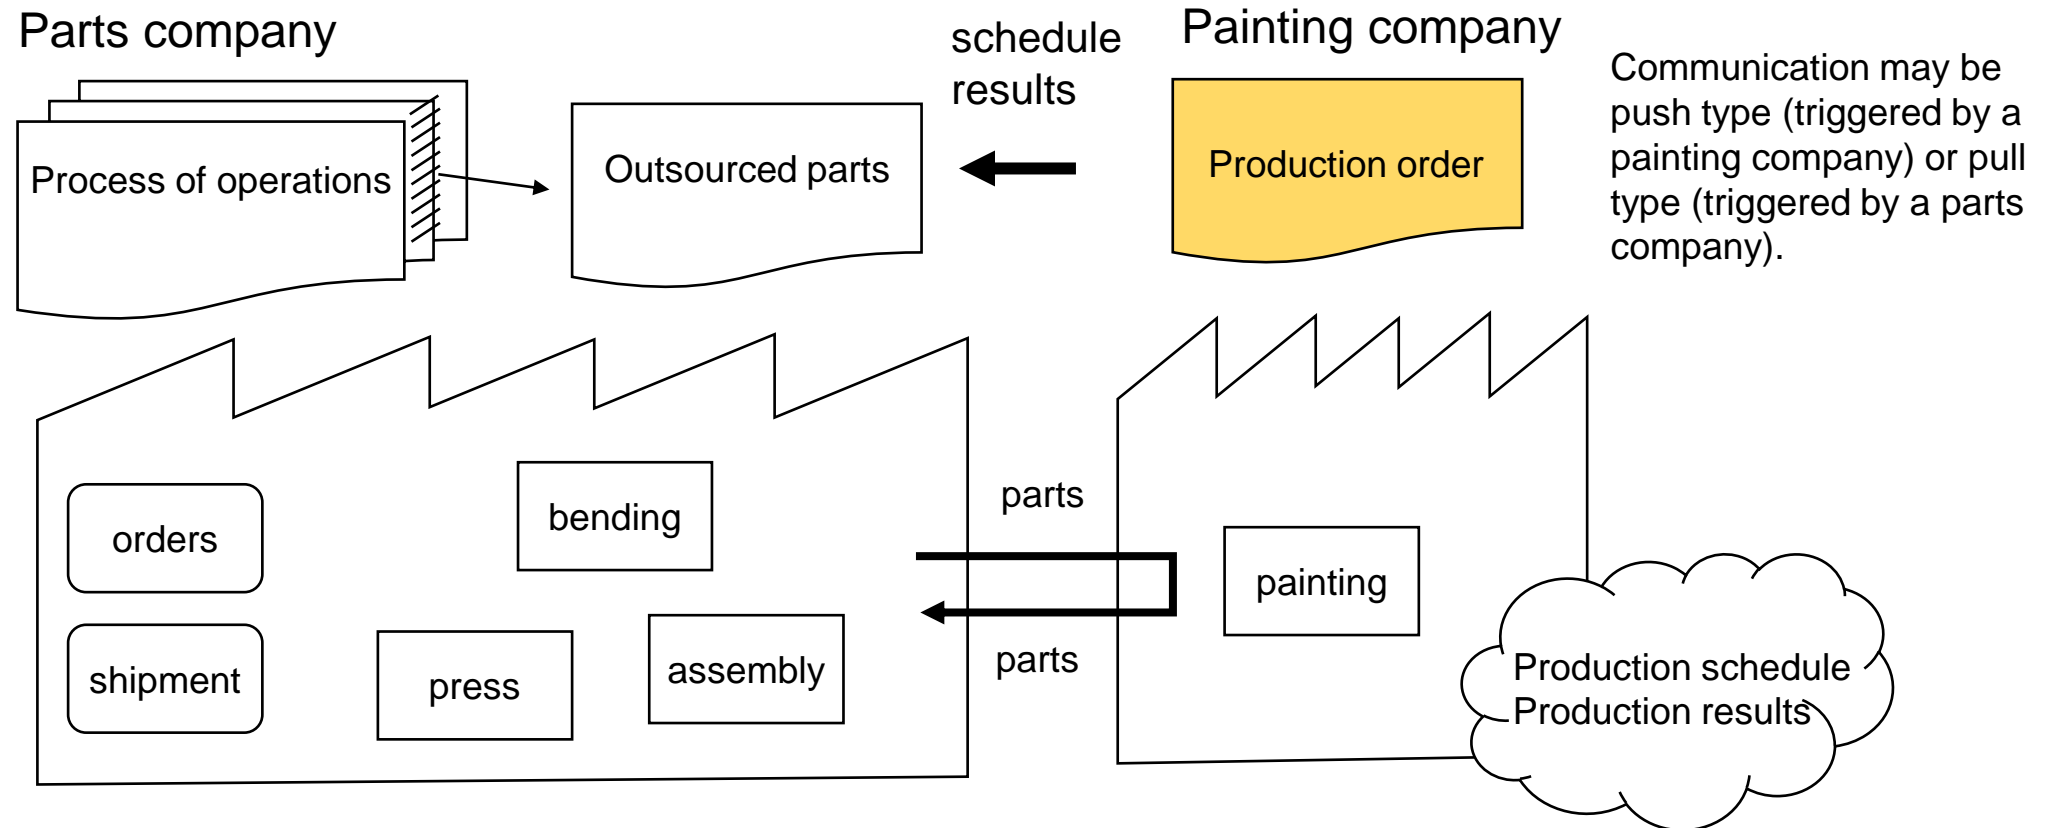 Parts company
schedule
results
Painting company
Communication may be
push type (triggered by a
painting company) or pull
type (triggered by a parts
company).
Process of operations
Outsourced parts
Production order
orders
bending
parts
painting
shipment
press
assembly
parts
Production schedule
Production results